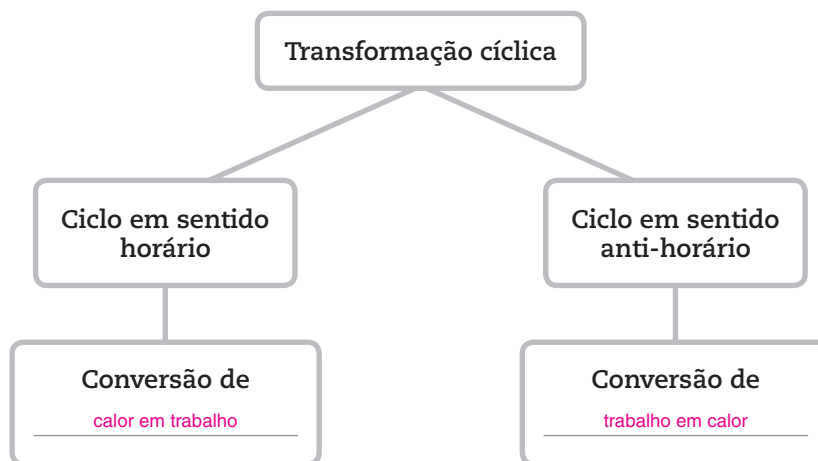 Transformação cíclica
Ciclo em sentido
horário
Ciclo em sentido
anti-horário
Conversão de
calor em trabalho
Conversão de
trabalho em calor